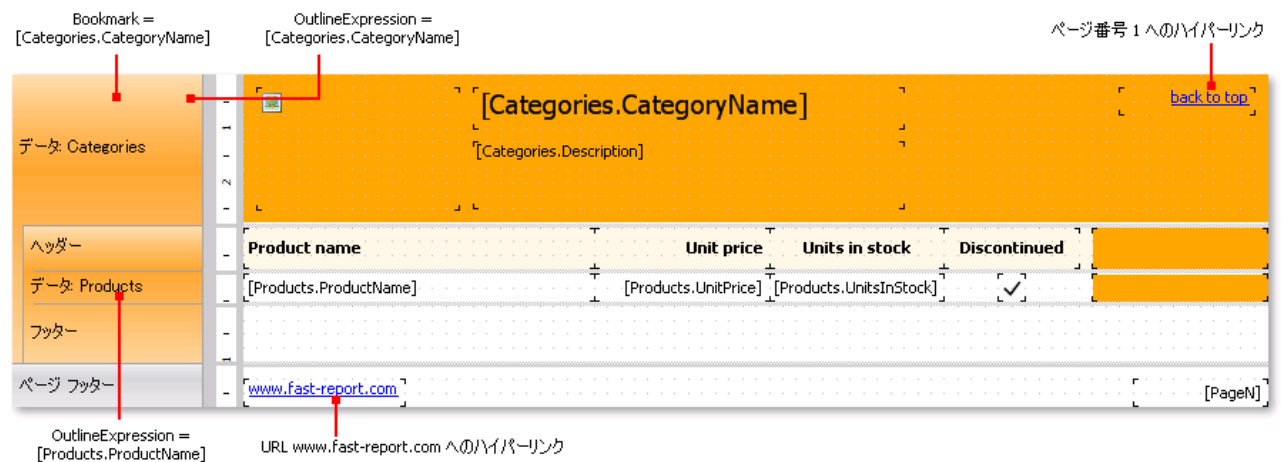 Bookmark =
[Categories.CategoryName]
OutlineExpression =
[Categories.CategoryName]
ページ番号 1 へのハイパーリンク
データ: Categories
[Categories.CategoryName]
back to top
[Categories.Description]
1
2
ヘッダー
Product name Unit price Units in stock Discontinued
データ: Products
[Products.ProductName] [Products.UnitPrice] [Products.UnitsInStock]
フッター
1
ページ フッター
www.fast-report.com
[PageN]
OutlineExpression =
[Products.ProductName]
URL www.fast-report.com へのハイパーリンク